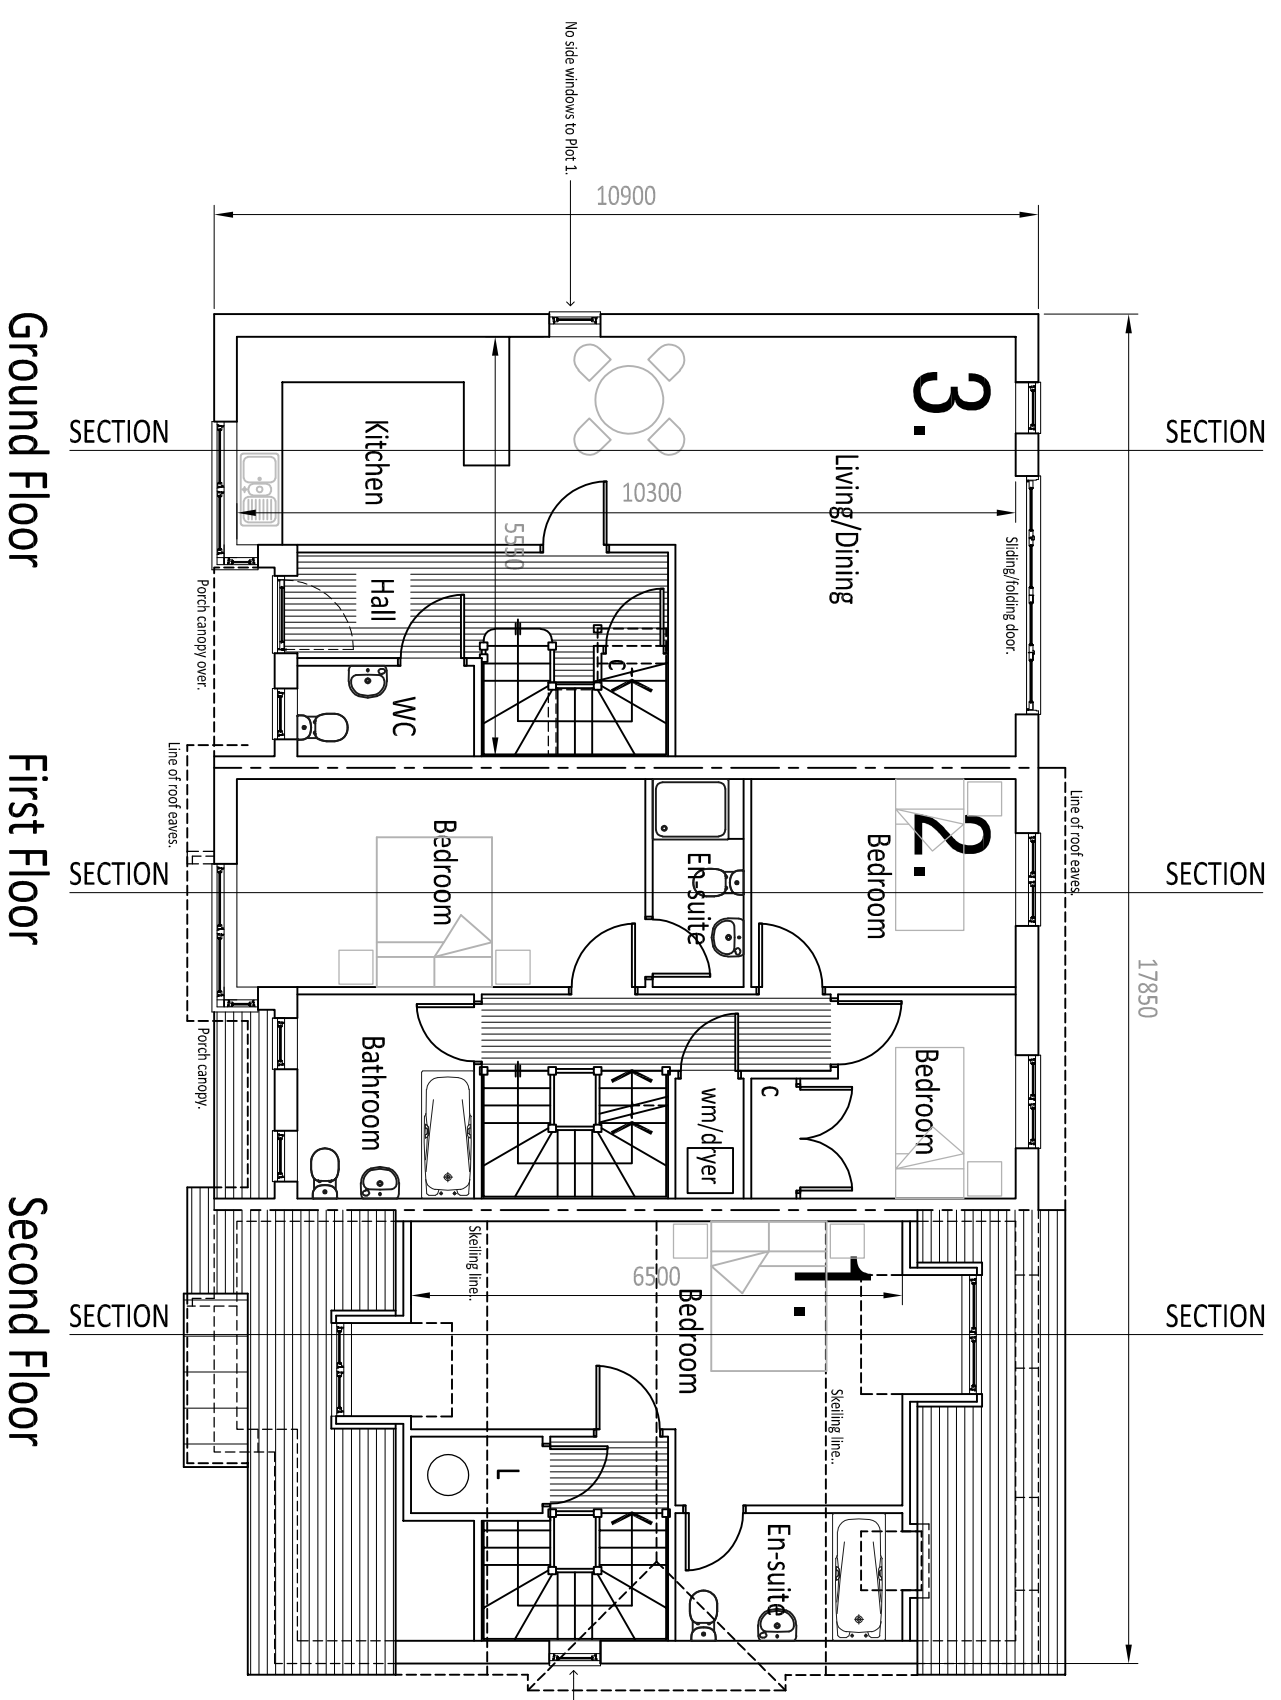 No side windows to Plot 1.
10900
SECTION
SECTION
3.
Kitchen
Living/Dining
10300
5550
Sliding/folding door.
Hall
Porch canopy over.
C
WC
Ground Floor
17850
Line of roof eaves.
Line of roof eaves.
SECTION
SECTION
2.
Bedroom
En-suite
Bedroom
Porch canopy.
Bathroom
wm/dryer
C
Bedroom
First Floor
Skeiling line..
6500
1.
Bedroom
SECTION
SECTION
Skeiling line..
L
En-suite
Second Floor